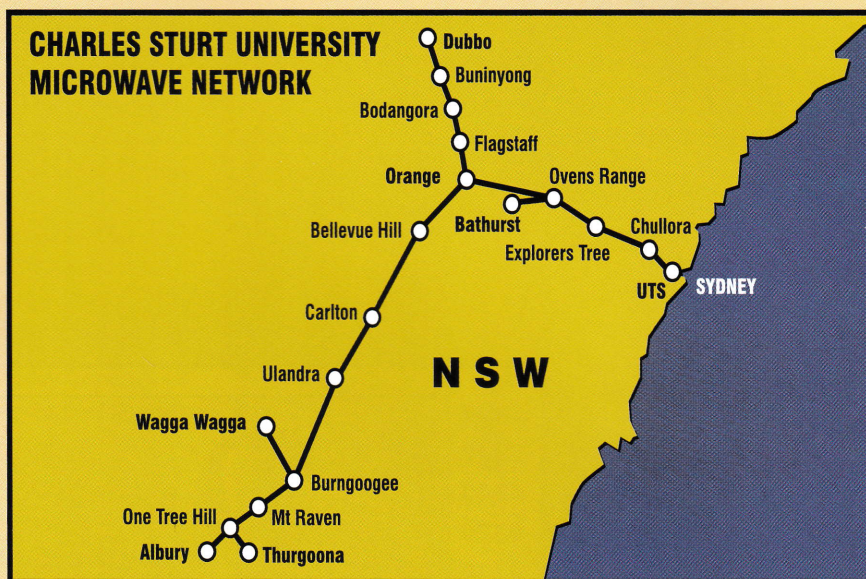 CHARLES STURT UNIVERSITY
MICROWAVE NETWORK
Dubbo
Buninyong
Bodangora
Flagstaff
Orange
Ovens Range
Bathurst
Bellevue Hill
Chullora
Explorers Tree
UTS
SYDNEY
Carlton
Ulandra
NSW
Wagga Wagga
Burngoogee
One Tree Hill
Mt Raven
Albury
Thurgoona